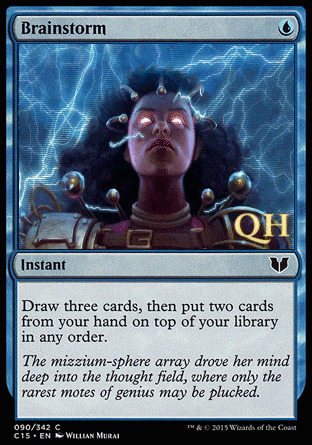 Brainstorm
QH
Instant
Draw three cards, then put two cards
from your hand on top of your library
in any order.
The mizzium-sphere array drove her mind
deep into the thought field, where only the
rarest motes of genius may be plucked.
090/342 C
C15 • EN Willian Murai
™ & © 2015 Wizards of the Coast